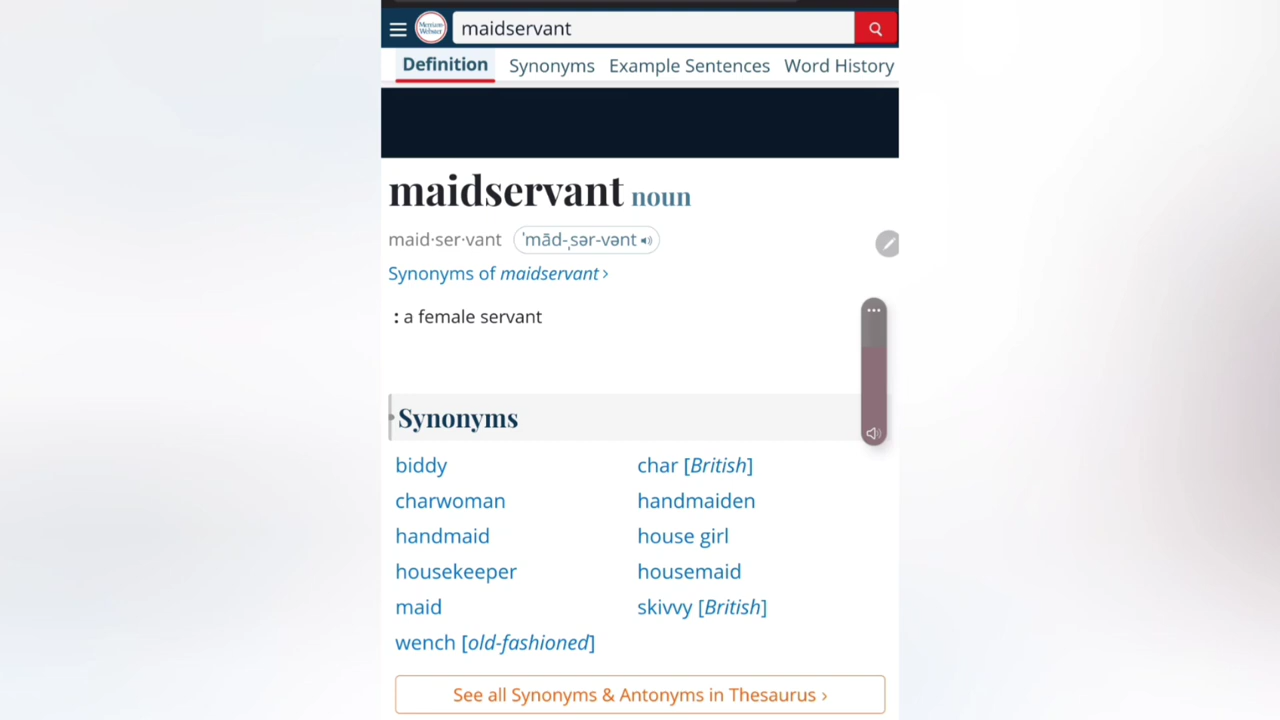 Merriam-
Webster
maidservant
Definition Synonyms Example Sentences Word History
maidservant noun
maid·ser·vant ˈmād-ˌsər-vənt
Synonyms of maidservant ›
: a female servant
Synonyms
biddy char [British]
charwoman handmaiden
handmaid house girl
housekeeper housemaid
maid skivvy [British]
wench [old-fashioned]
See all Synonyms & Antonyms in Thesaurus ›